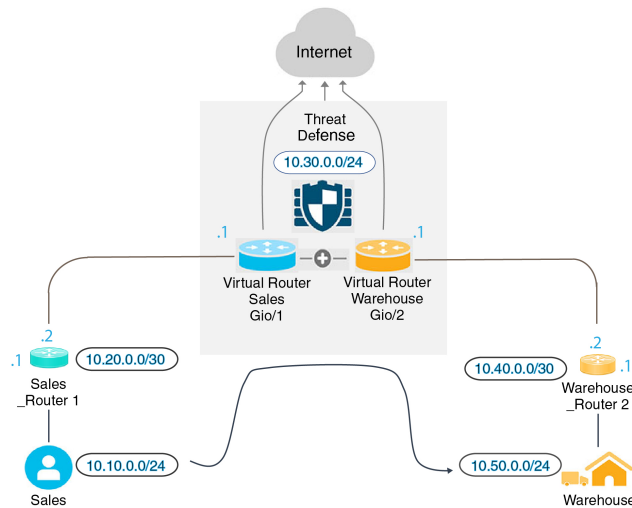 Internet
Threat
Defense
10.30.0.0/24
.1
.1
Virtual Router
Sales
Gio/1
Virtual Router
Warehouse
Gio/2
.2
.1
10.20.0.0/30
Sales
_Router 1
.2
10.40.0.0/30
.1
Warehouse
_Router 2
10.10.0.0/24
Sales
10.50.0.0/24
Warehouse